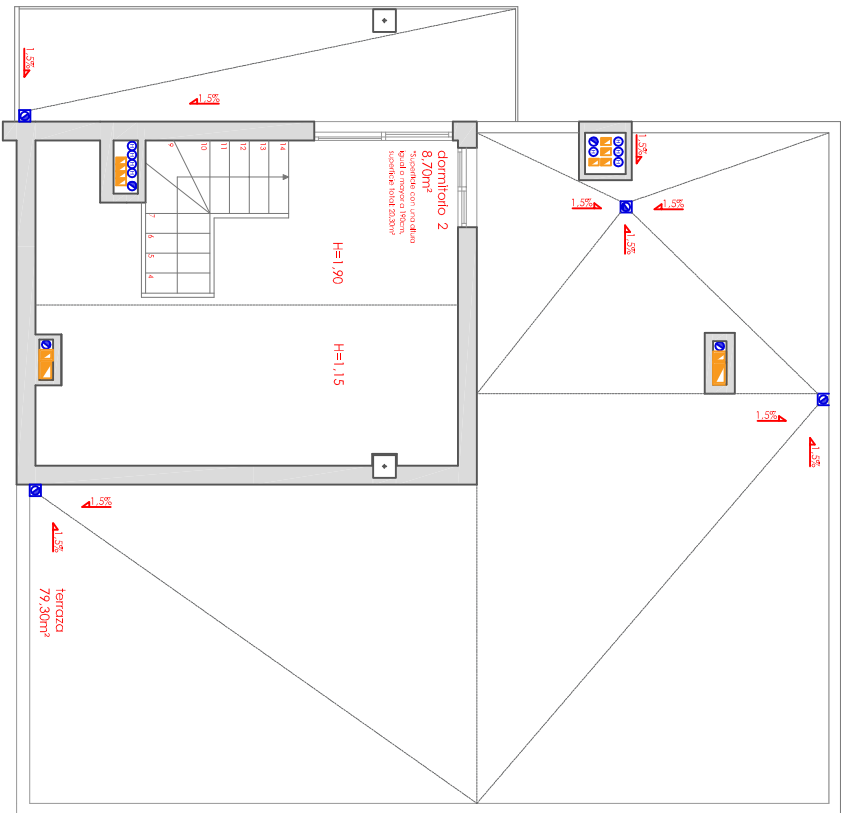 1,5%
1,5%
dormitorio 2
8,70m²
*Superficie con una altura
igual o mayor a 190cm,
superficie total: 20,30m²
H=1,90
H=1,15
14
13
12
11
10
9
7
6
5
4
1,5%
1,5%
1,5%
1,5%
1,5%
1,5%
1,5%
1,5%
terraza
79,30m²